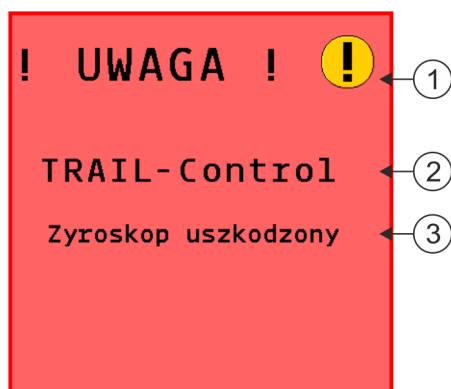 ! UWAGA ! !
1
TRAIL-Control
2
Zyroskop uszkodzony
3